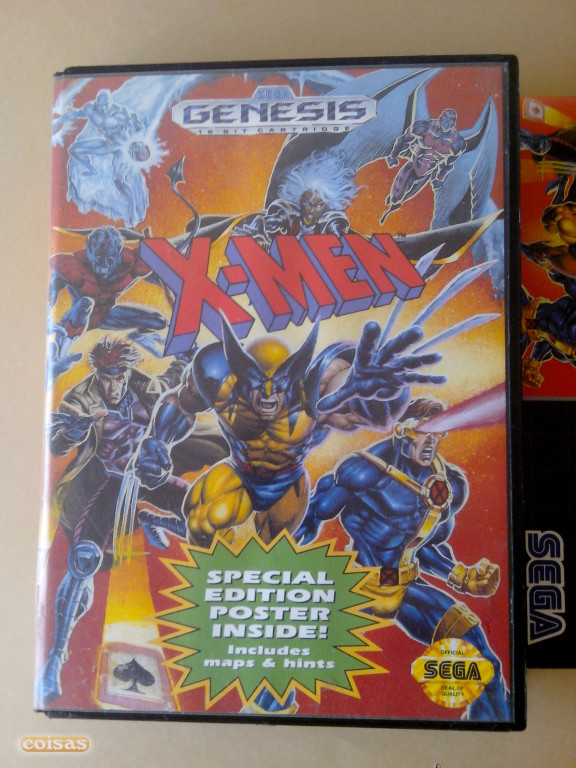 SEGA
GENESIS
16-BIT CARTRIDGE
X-MEN
SPECIAL
EDITION
POSTER
INSIDE!
Includes
maps & hints
OFFICIAL
SEGA
SEAL OF
QUALITY
SEGA
coisas